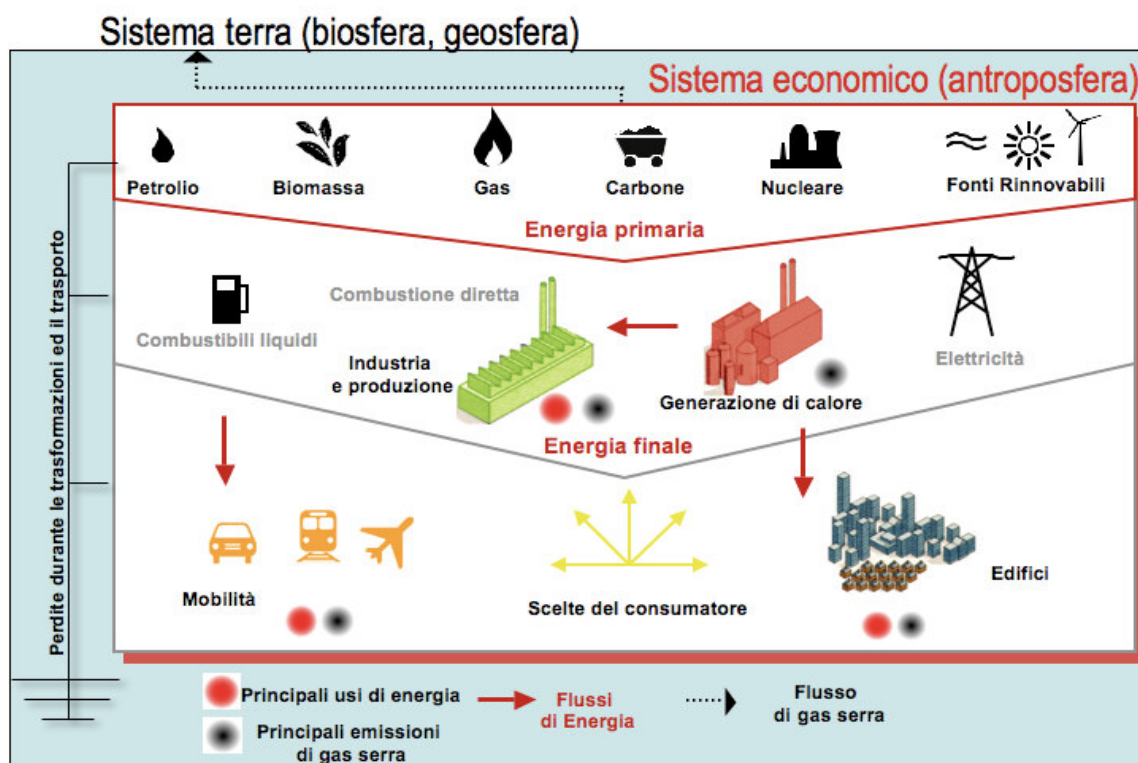 Sistema terra (biosfera, geosfera)
Sistema economico (antroposfera)
Petrolio
Biomassa
Gas
Carbone
Nucleare
Fonti Rinnovabili
Energia primaria
Combustibili liquidi
Combustione diretta
Industria
e produzione
Generazione di calore
Elettricità
Energia finale
Mobilità
Scelte del consumatore
Edifici
Perdite durante le trasformazioni ed il trasporto
Principali usi di energia
Flussi
di Energia
Flusso
di gas serra
Principali emissioni
di gas serra